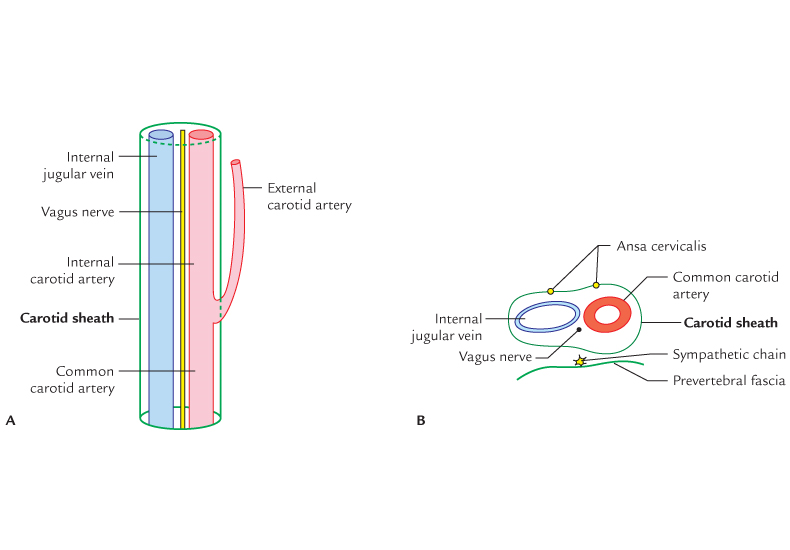 Internal
jugular vein
Vagus nerve
Internal
carotid artery
Carotid sheath
Common
carotid artery
External
carotid artery
A
Ansa cervicalis
Common carotid
artery
Internal
jugular vein
Carotid sheath
Vagus nerve
Sympathetic chain
Prevertebral fascia
B